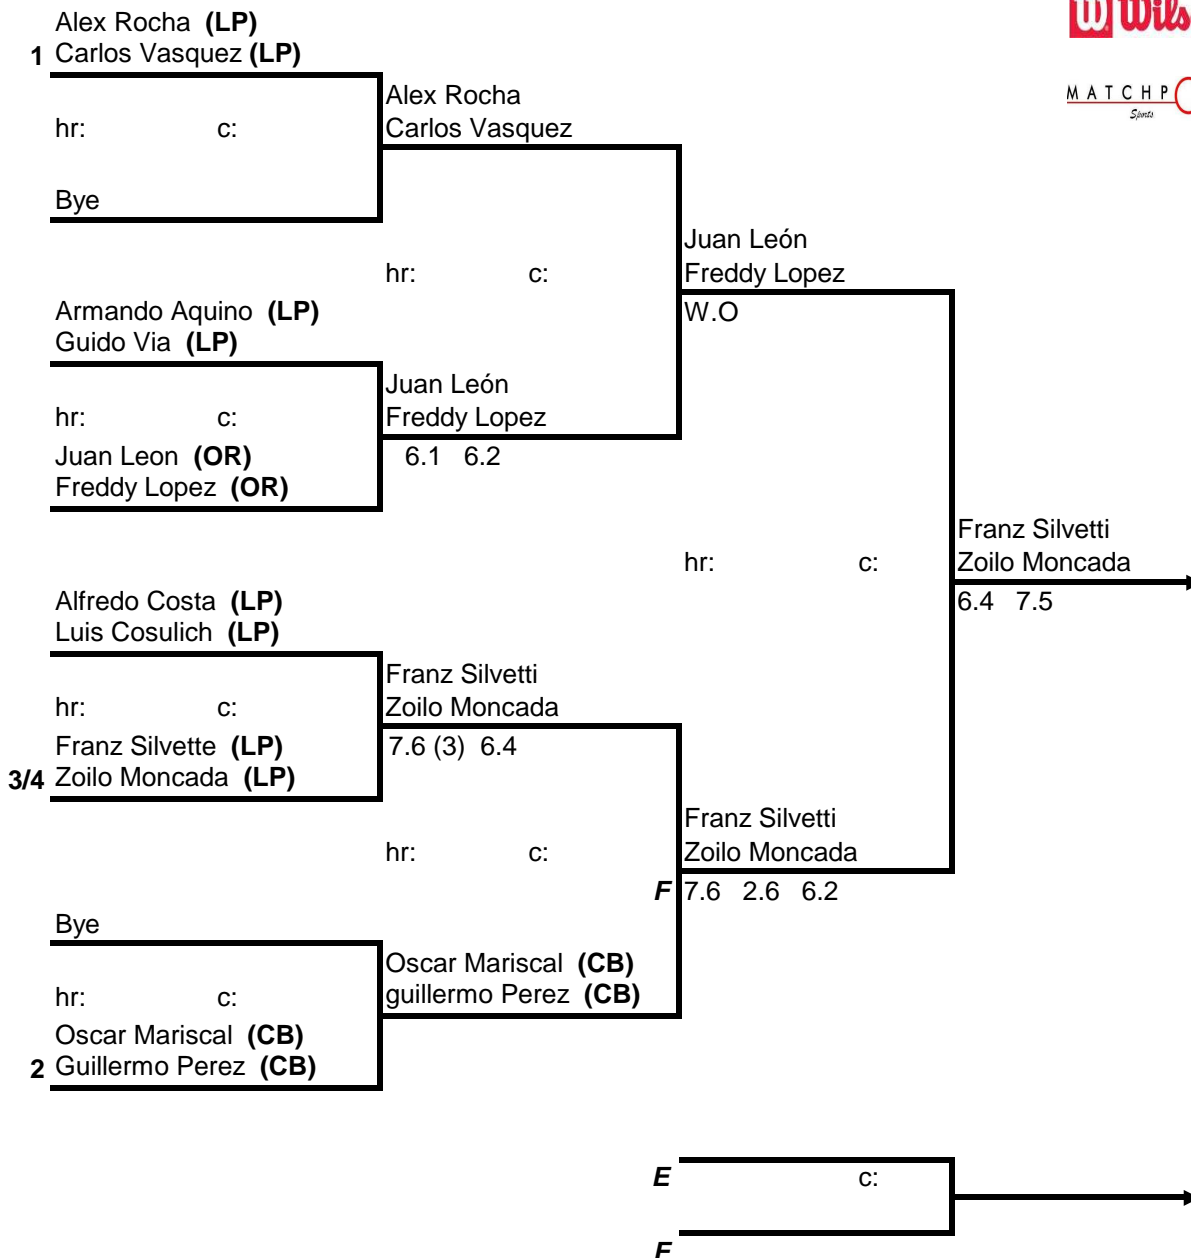 Alex Rocha (LP)
1 Carlos Vasquez (LP)
Wils
MATCHP
Sports
Alex Rocha
hr: c: Carlos Vasquez
Bye
Juan León
hr: c: Freddy Lopez
Armando Aquino (LP)
W.O
Guido Via (LP)
Juan León
hr: c: Freddy Lopez
Juan Leon (OR)
6.1 6.2
Freddy Lopez (OR)
Franz Silvetti
hr: c: Zoilo Moncada
Alfredo Costa (LP)
6.4 7.5
Luis Cosulich (LP)
Franz Silvetti
hr: c: Zoilo Moncada
Franz Silvette (LP)
7.6 (3) 6.4
3/4 Zoilo Moncada (LP)
Franz Silvetti
hr: c: Zoilo Moncada
F 7.6 2.6 6.2
Bye
Oscar Mariscal (CB)
hr: c: guillermo Perez (CB)
Oscar Mariscal (CB)
2 Guillermo Perez (CB)
E c:
F